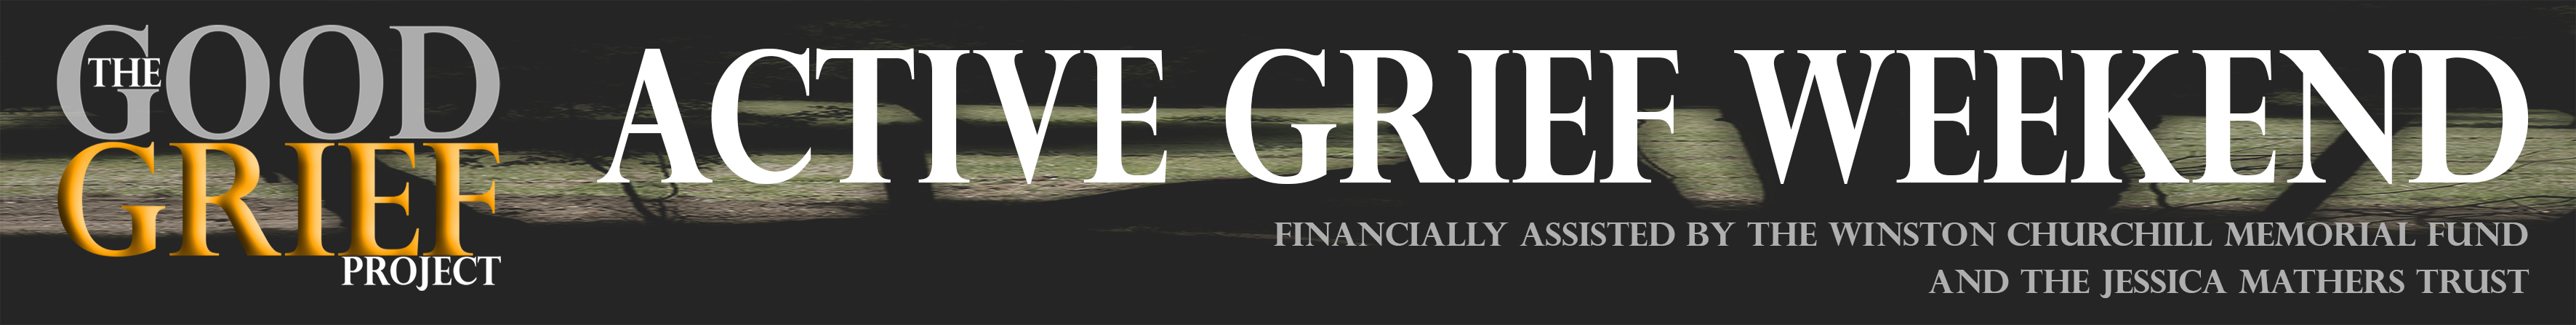 THE
GOOD
GRIEF
PROJECT
ACTIVE GRIEF WEEKEND
FINANCIALLY ASSISTED BY THE WINSTON CHURCHILL MEMORIAL FUND
AND THE JESSICA MATHERS TRUST